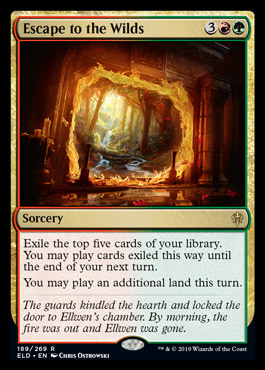 Escape to the Wilds 3
Sorcery
Exile the top five cards of your library.
You may play cards exiled this way until
the end of your next turn.
You may play an additional land this turn.
The guards kindled the hearth and locked the
door to Ellwen's chamber. By morning, the
fire was out and Ellwen was gone.
189/269 R
ELD • EN Chris Ostrowski
™ & © 2019 Wizards of the Coast